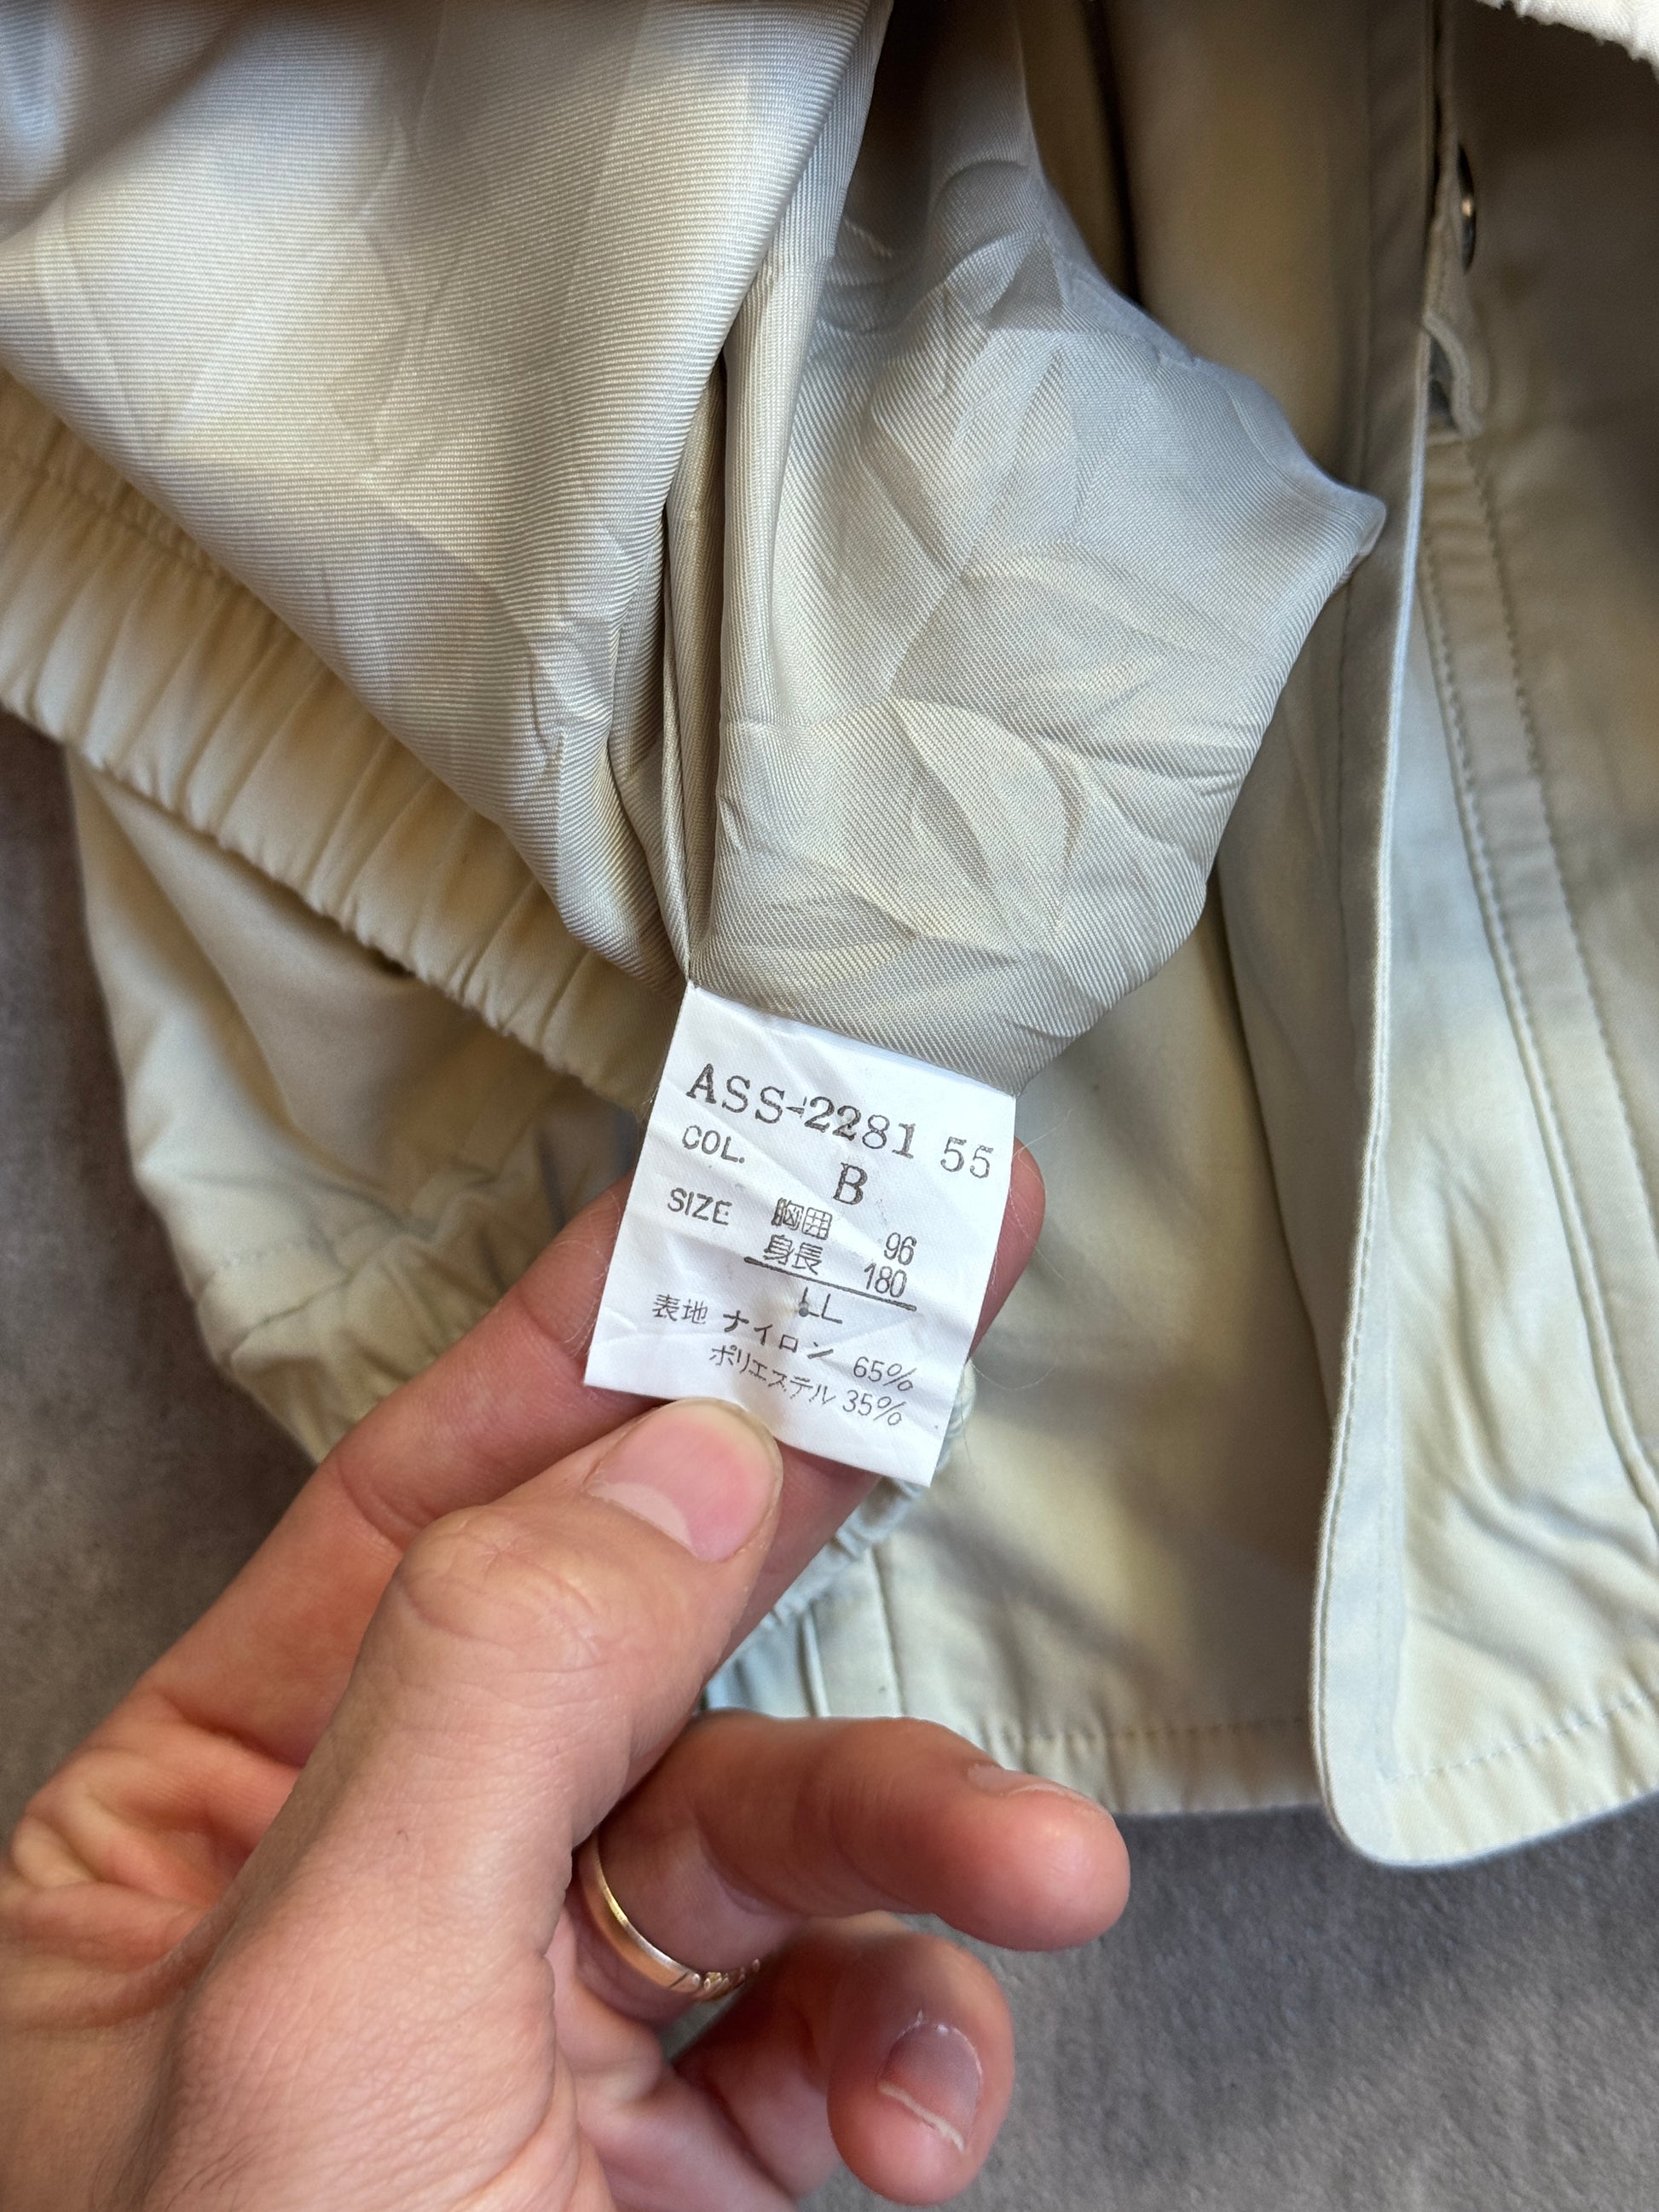 ASS-2281 55
COL. B
SIZE 胸囲 96
身長 180
LL
表地 ナイロン 65%
ポリエステル 35%